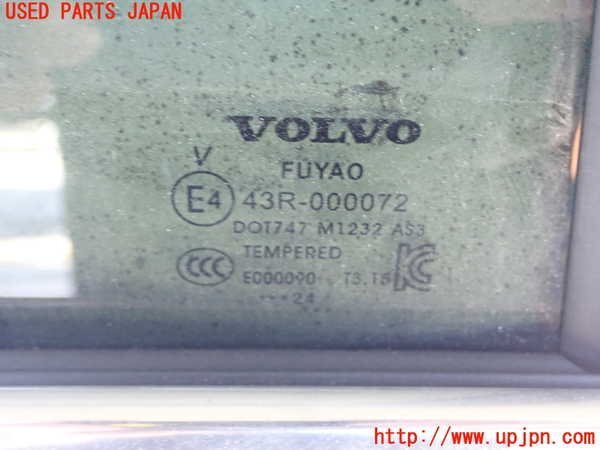 USED PARTS JAPAN
VOLVO
V
FUYAO
E4 43R-000072
DOT747 M1232 AS3
TEMPERED
CCC E000090 T3.15 KC
•••24
http://www.upjpn.com/